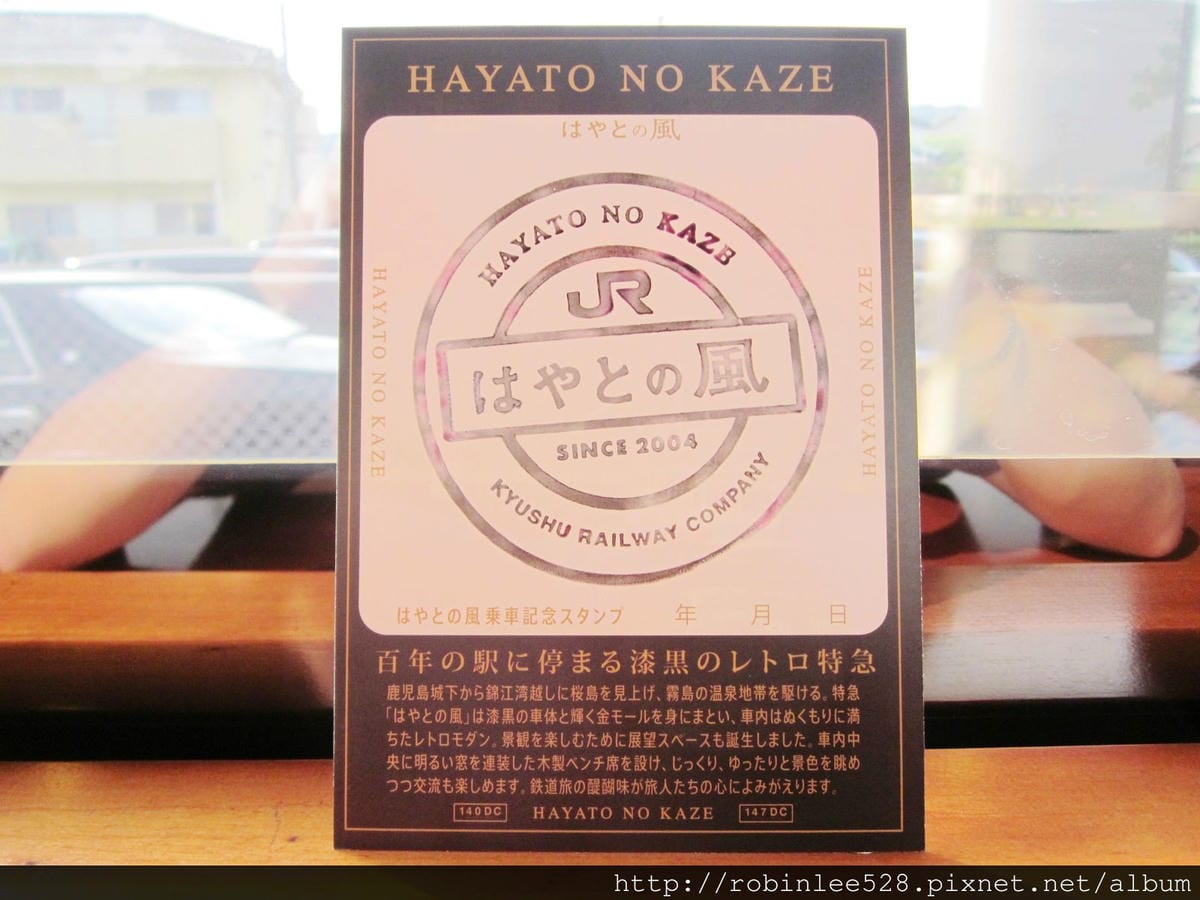 HAYATO NO KAZE
はやとの風
HAYATO NO KAZE
HAYATO NO KAZE
HAYATO NO KAZE
JR
はやとの風
SINCE 2004
KYUSHU RAILWAY COMPANY
はやとの風 乗車記念スタンプ 年 月 日
百年の駅に停まる漆黒のレトロ特急
鹿児島城下から錦江湾越しに桜島を見上げ、霧島の温泉地帯を駆ける。特急
「はやとの風」は漆黒の車体と輝く金モールを身にまとい、車内はぬくもりに満
ちたレトロモダン。景観を楽しむために展望スペースも誕生しました。車内中
央に明るい窓を連装した木製ベンチ席を設け、じっくり、ゆったりと景色を眺め
つつ交流も楽しめます。鉄道旅の醍醐味が旅人たちの心によみがえります。
140DC HAYATO NO KAZE 147DC
http://robinlee528.pixnet.net/album